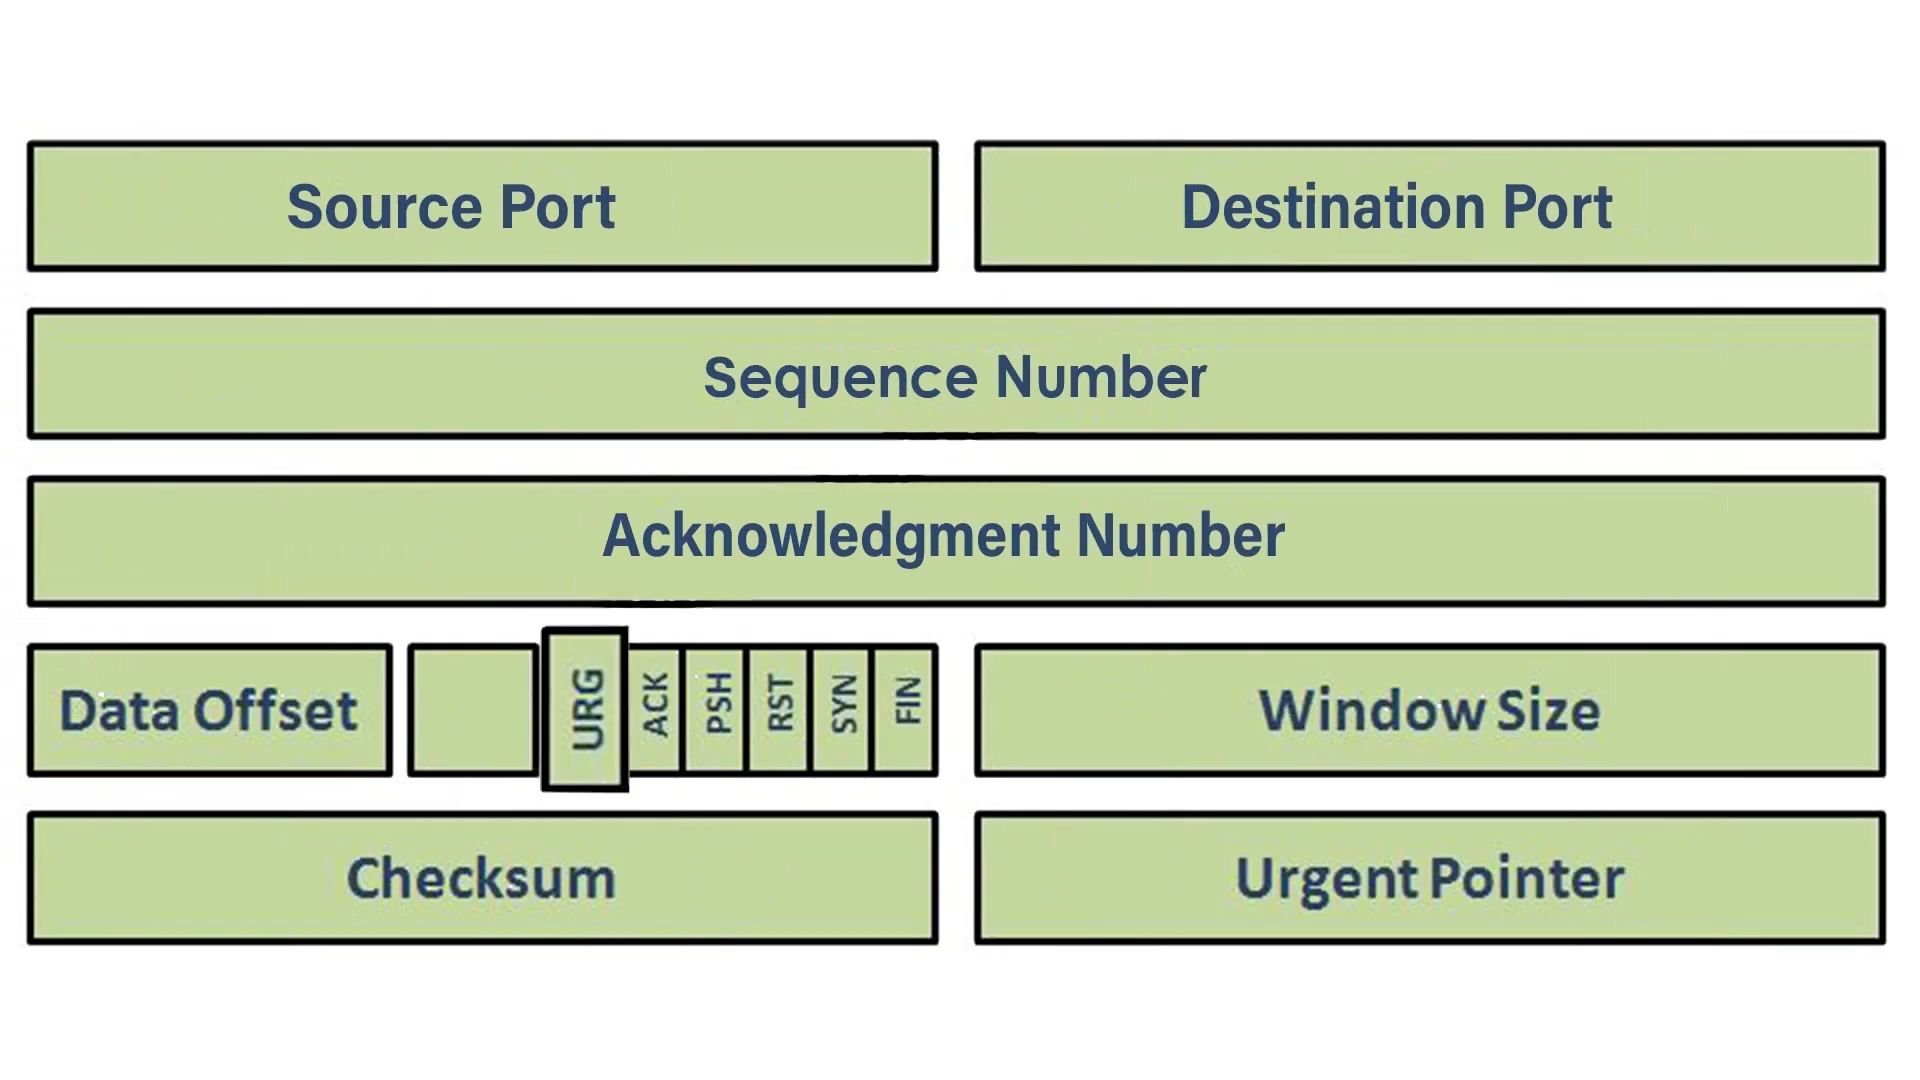 Source Port
Destination Port
Sequence Number
Acknowledgment Number
Data Offset
URG
ACK
PSH
RST
SYN
FIN
Window Size
Checksum
Urgent Pointer